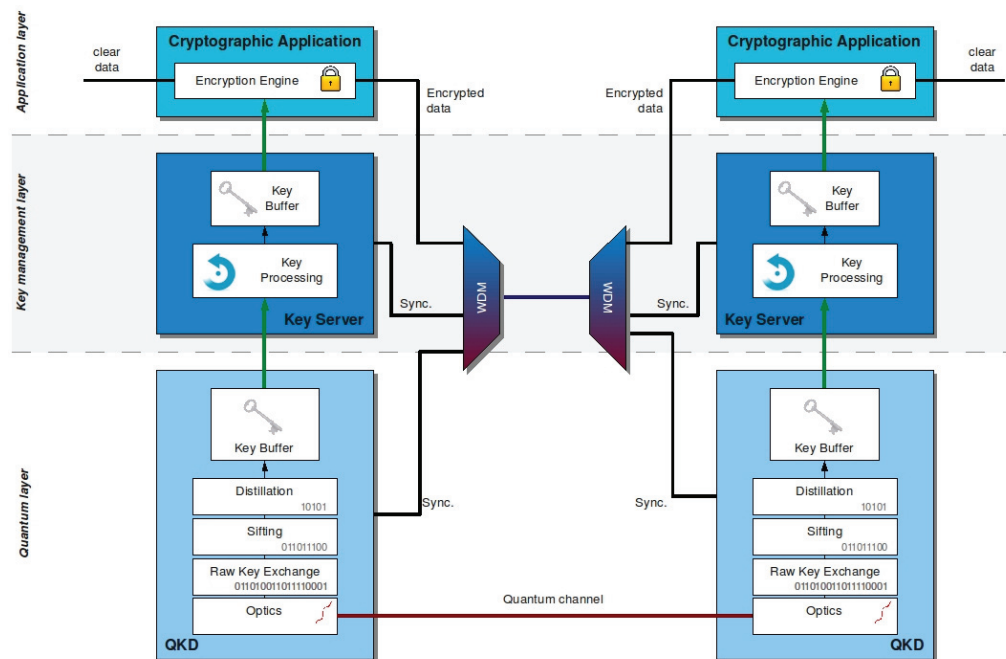 Application layer
clear
data
Cryptographic Application
Encryption Engine
Encrypted
data
Encrypted
data
Cryptographic Application
Encryption Engine
clear
data
Key management layer
Key
Buffer
Key
Processing
Key Server
Sync.
WDM
WDM
Sync.
Key
Buffer
Key
Processing
Key Server
Quantum layer
Key Buffer
Distillation
10101
Sifting
011011100
Raw Key Exchange
011010011011110001
Optics
QKD
Sync.
Quantum channel
Sync.
Key Buffer
Distillation
10101
Sifting
011011100
Raw Key Exchange
011010011011110001
Optics
QKD